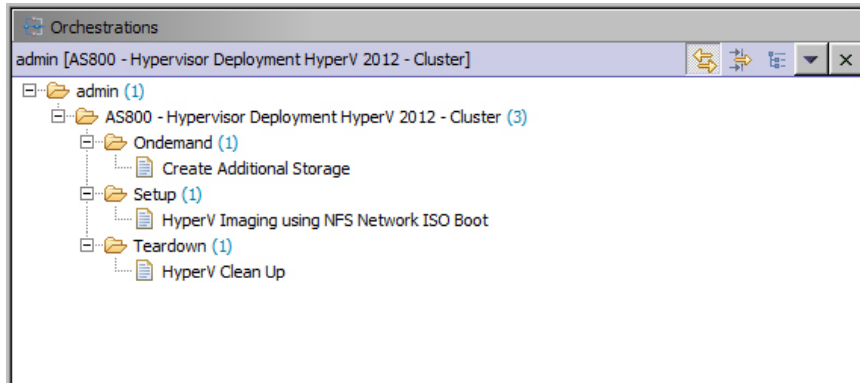 Orchestrations
admin [AS800 - Hypervisor Deployment HyperV 2012 - Cluster]
admin (1)
AS800 - Hypervisor Deployment HyperV 2012 - Cluster (3)
Ondemand (1)
Create Additional Storage
Setup (1)
HyperV Imaging using NFS Network ISO Boot
Teardown (1)
HyperV Clean Up